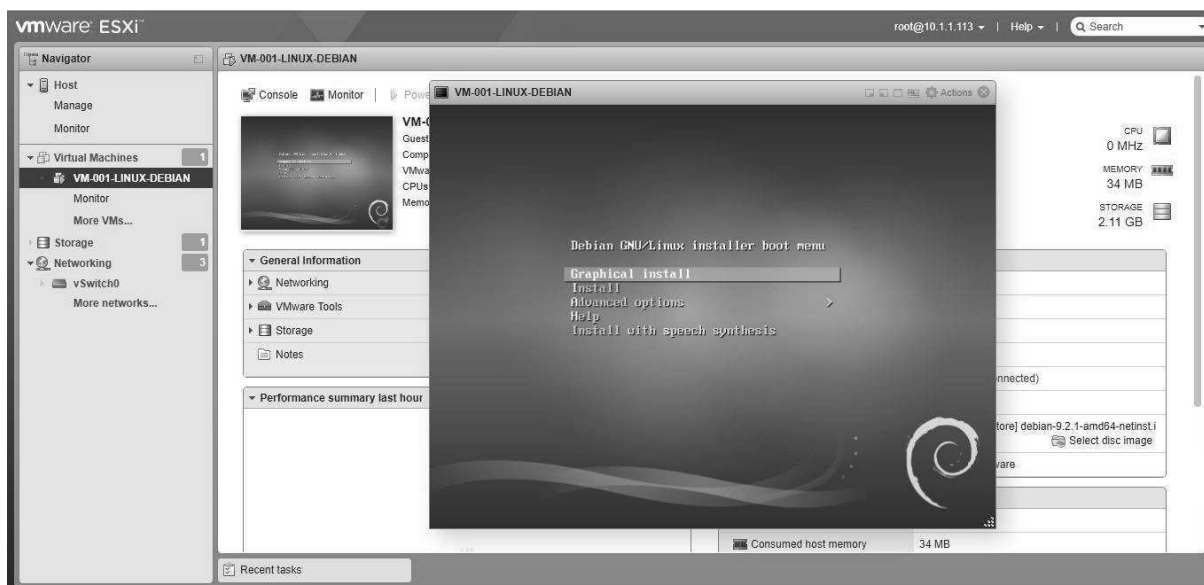 vmware ESXi™
root@10.1.1.113
Help
Search
Navigator
Host
Manage
Monitor
Virtual Machines 1
VM-001-LINUX-DEBIAN
Monitor
More VMs...
Storage 1
Networking 3
vSwitch0
More networks...
VM-001-LINUX-DEBIAN
Console
Monitor
Guest
CPUs
General Information
Networking
VMware Tools
Storage
Notes
Performance summary last hour
VM-001-LINUX-DEBIAN
Actions
Debian GNU/Linux installer boot menu
Graphical install
Install
Advanced options >
Help
Install with speech synthesis
CPU
0 MHz
MEMORY
34 MB
STORAGE
2.11 GB
nnected)
tore] debian-9.2.1-amd64-netinst.i
Select disc image
ware
Consumed host memory 34 MB
Recent tasks